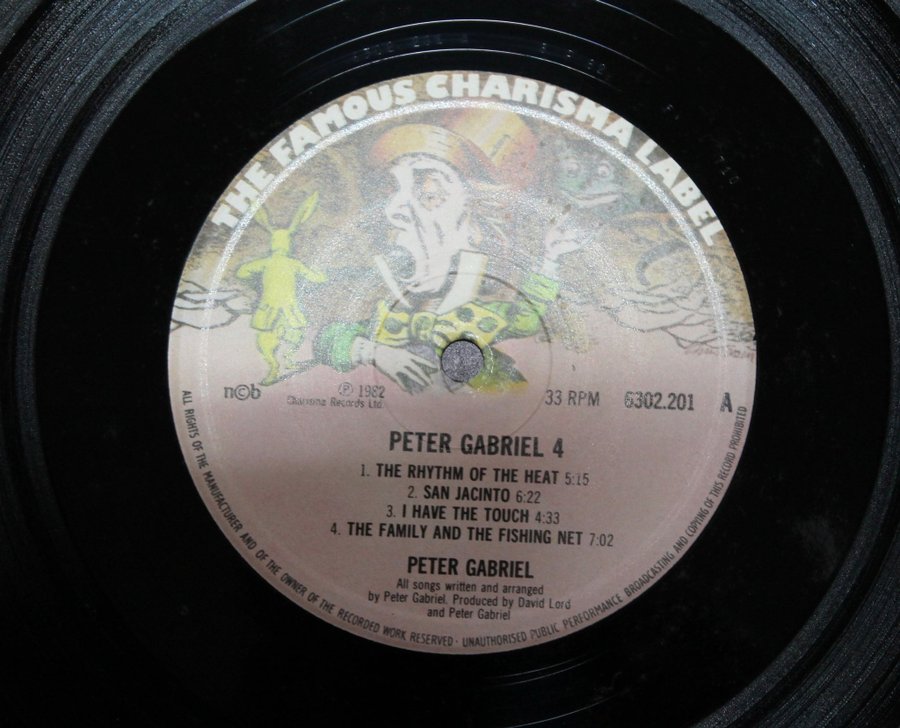 THE FAMOUS CHARISMA LABEL
n©b
℗ 1982
Charisma Records Ltd
33 RPM
6302.201
A
PETER GABRIEL 4
1. THE RHYTHM OF THE HEAT 5:15
2. SAN JACINTO 6:22
3. I HAVE THE TOUCH 4:33
4. THE FAMILY AND THE FISHING NET 7:02
PETER GABRIEL
All songs written and arranged
by Peter Gabriel. Produced by David Lord
and Peter Gabriel
ALL RIGHTS OF THE MANUFACTURER AND OF THE OWNER OF THE RECORDED WORK RESERVED · UNAUTHORISED PUBLIC PERFORMANCE BROADCASTING AND COPYING OF THIS RECORD PROHIBITED